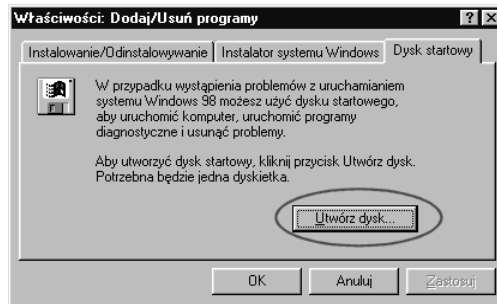 Właściwości: Dodaj/Usuń programy
Instalowanie/Odinstalowywanie Instalator systemu Windows Dysk startowy
W przypadku wystąpienia problemów z uruchamianiem
systemu Windows 98 możesz użyć dysku startowego,
aby uruchomić komputer, uruchomić programy
diagnostyczne i usunąć problemy.
Aby utworzyć dysk startowy, kliknij przycisk Utwórz dysk.
Potrzebna będzie jedna dyskietka.
Utwórz dysk...
OK Anuluj Zastosuj